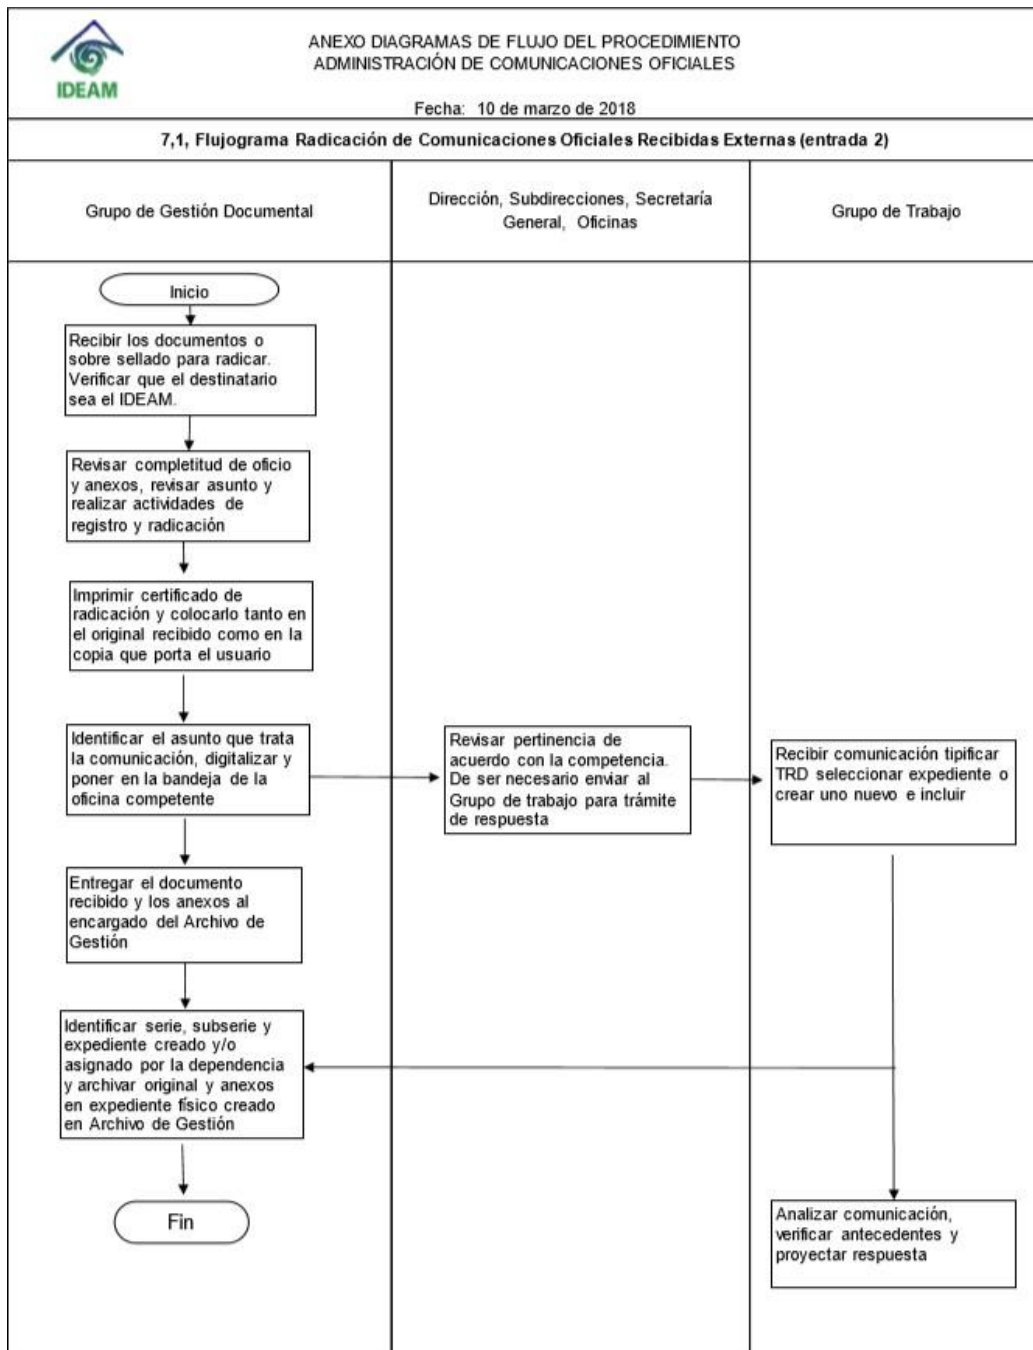 IDEAM
ANEXO DIAGRAMAS DE FLUJO DEL PROCEDIMIENTO
ADMINISTRACIÓN DE COMUNICACIONES OFICIALES
Fecha: 10 de marzo de 2018
7,1, Flujograma Radicación de Comunicaciones Oficiales Recibidas Externas (entrada 2)
Grupo de Gestión Documental
Dirección, Subdirecciones, Secretaría
General, Oficinas
Grupo de Trabajo
Inicio
Recibir los documentos o
sobre sellado para radicar.
Verificar que el destinatario
sea el IDEAM.
Revisar completitud de oficio
y anexos, revisar asunto y
realizar actividades de
registro y radicación
Imprimir certificado de
radicación y colocarlo tanto en
el original recibido como en la
copia que porta el usuario
Identificar el asunto que trata
la comunicación, digitalizar y
poner en la bandeja de la
oficina competente
Revisar pertinencia de
acuerdo con la competencia.
De ser necesario enviar al
Grupo de trabajo para trámite
de respuesta
Recibir comunicación tipificar
TRD seleccionar expediente o
crear uno nuevo e incluir
Entregar el documento
recibido y los anexos al
encargado del Archivo de
Gestión
Identificar serie, subserie y
expediente creado y/o
asignado por la dependencia
y archivar original y anexos
en expediente físico creado
en Archivo de Gestión
Fin
Analizar comunicación,
verificar antecedentes y
proyectar respuesta